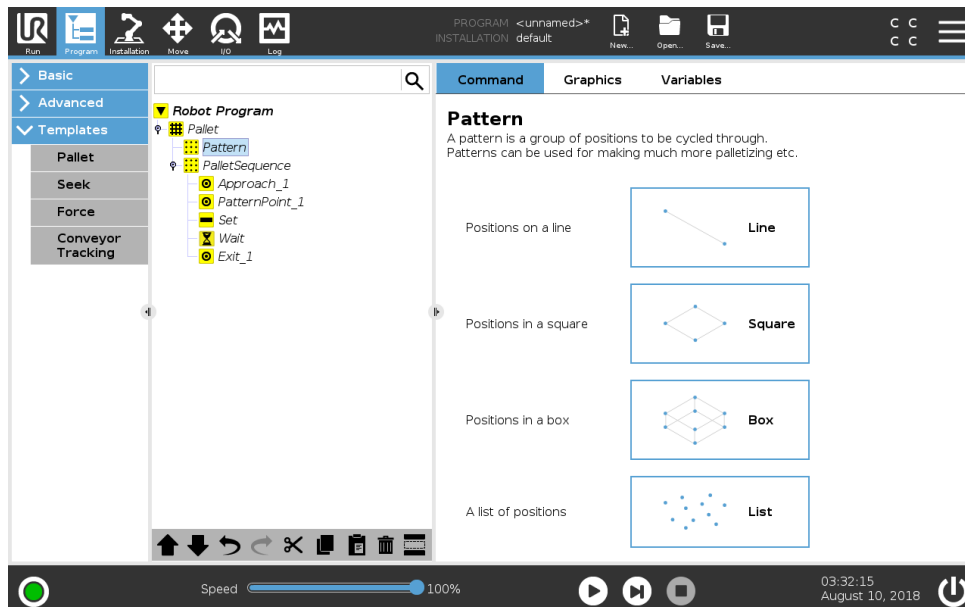 UR
PROGRAM <unnamed>*
INSTALLATION default
C C
C C
Run
Program
Installation
Move
I/O
Log
New...
Open...
Save...
Basic
Advanced
Templates
Pallet
Seek
Force
Conveyor
Tracking
Robot Program
Pallet
Pattern
PalletSequence
Approach_1
PatternPoint_1
Set
Wait
Exit_1
Command
Graphics
Variables
Pattern
A pattern is a group of positions to be cycled through.
Patterns can be used for making much more palletizing etc.
Positions on a line
Line
Positions in a square
Square
Positions in a box
Box
A list of positions
List
Speed
100%
03:32:15
August 10, 2018